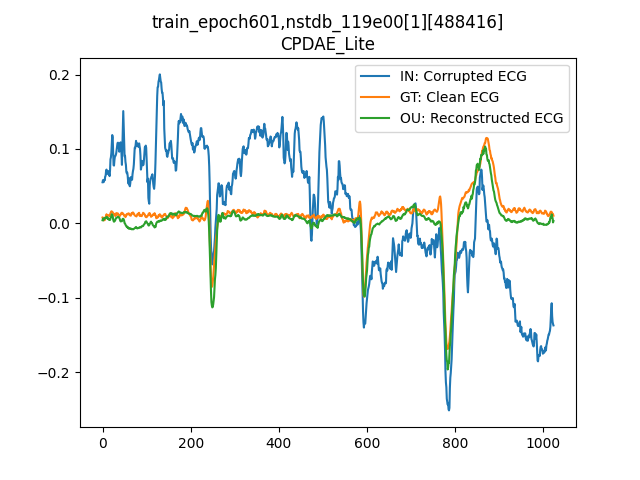 train_epoch601,nstdb_119e00[1][488416]
CPDAE_Lite
IN: Corrupted ECG
GT: Clean ECG
OU: Reconstructed ECG
0.2
0.1
0.0
−0.1
−0.2
0 200 400 600 800 1000